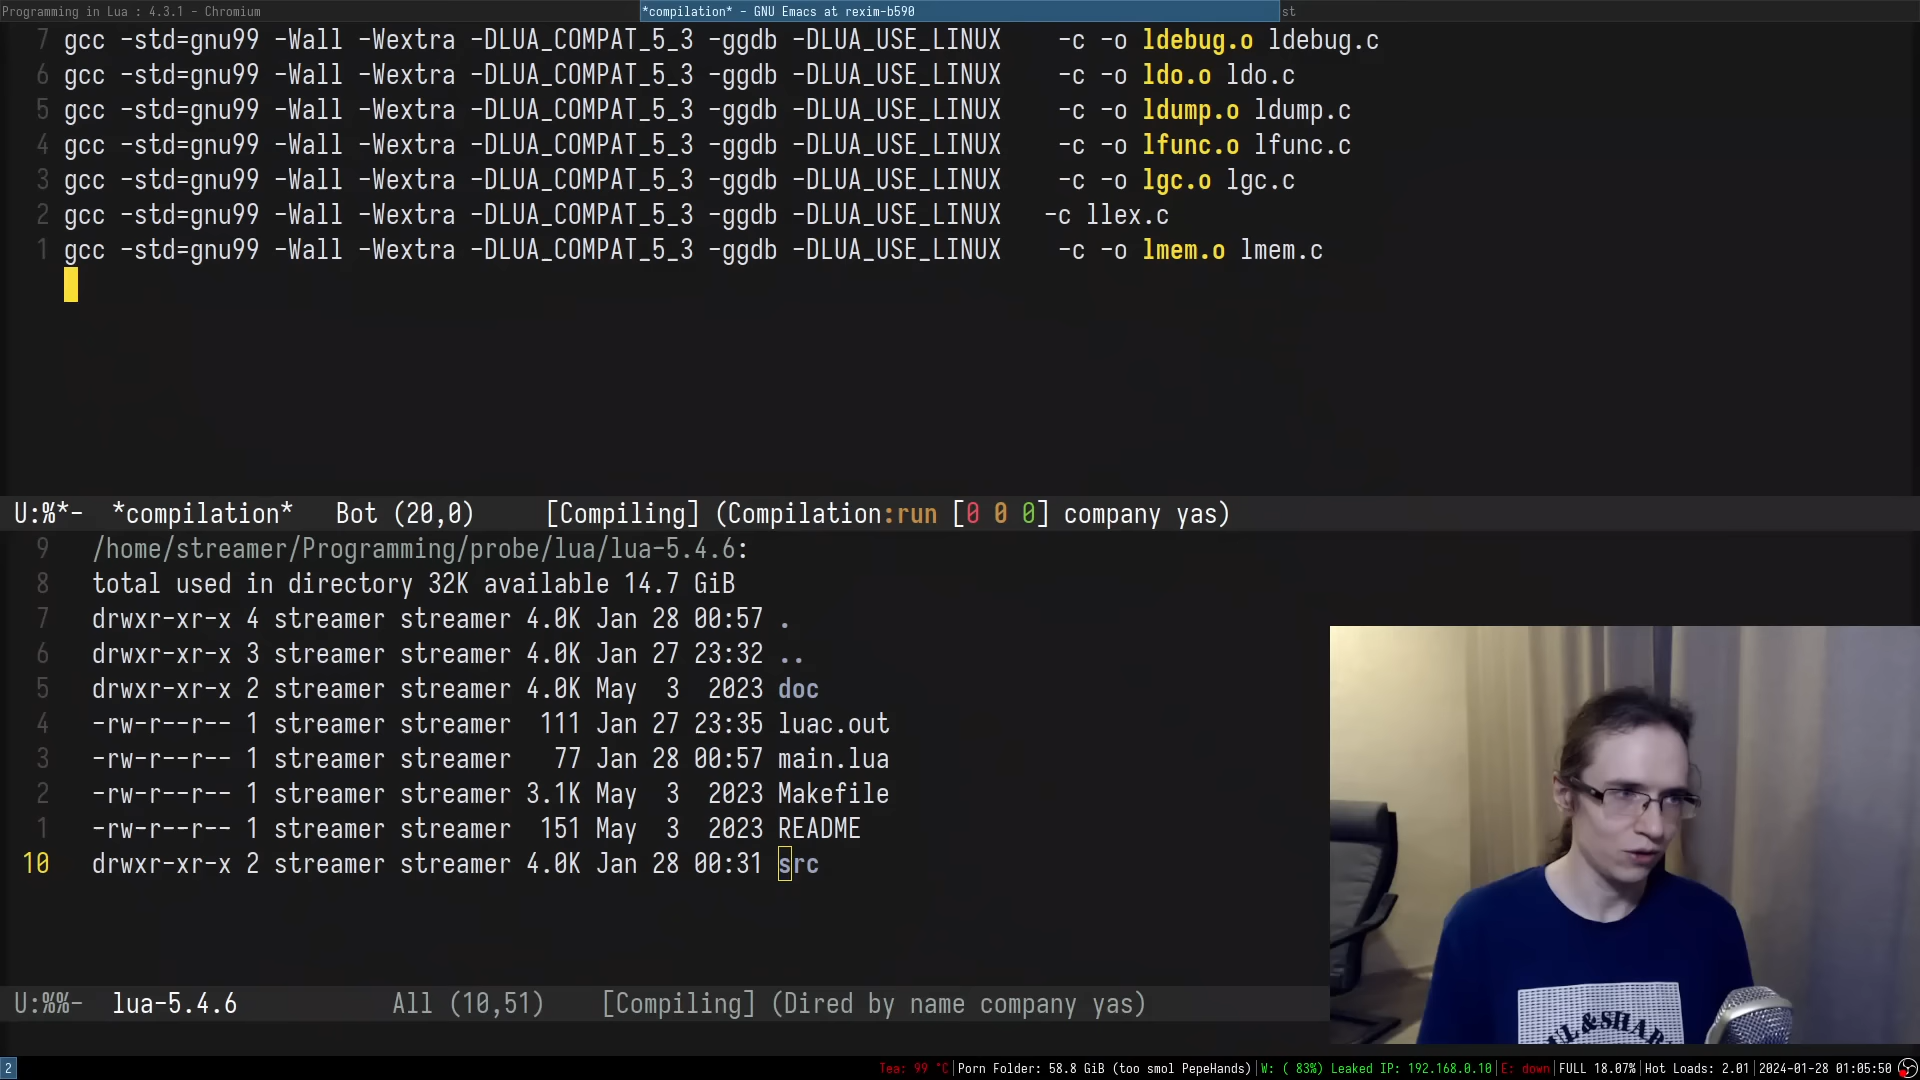 Programming in Lua : 4.3.1 - Chromium
*compilation* - GNU Emacs at rexim-b590
st
7 gcc -std=gnu99 -Wall -Wextra -DLUA_COMPAT_5_3 -ggdb -DLUA_USE_LINUX -c -o ldebug.o ldebug.c
6 gcc -std=gnu99 -Wall -Wextra -DLUA_COMPAT_5_3 -ggdb -DLUA_USE_LINUX -c -o ldo.o ldo.c
5 gcc -std=gnu99 -Wall -Wextra -DLUA_COMPAT_5_3 -ggdb -DLUA_USE_LINUX -c -o ldump.o ldump.c
4 gcc -std=gnu99 -Wall -Wextra -DLUA_COMPAT_5_3 -ggdb -DLUA_USE_LINUX -c -o lfunc.o lfunc.c
3 gcc -std=gnu99 -Wall -Wextra -DLUA_COMPAT_5_3 -ggdb -DLUA_USE_LINUX -c -o lgc.o lgc.c
2 gcc -std=gnu99 -Wall -Wextra -DLUA_COMPAT_5_3 -ggdb -DLUA_USE_LINUX -c llex.c
1 gcc -std=gnu99 -Wall -Wextra -DLUA_COMPAT_5_3 -ggdb -DLUA_USE_LINUX -c -o lmem.o lmem.c
U:%*- *compilation* Bot (20,0) [Compiling] (Compilation:run [0 0 0] company yas)
9 /home/streamer/Programming/probe/lua/lua-5.4.6:
8 total used in directory 32K available 14.7 GiB
7 drwxr-xr-x 4 streamer streamer 4.0K Jan 28 00:57 .
6 drwxr-xr-x 3 streamer streamer 4.0K Jan 27 23:32 ..
5 drwxr-xr-x 2 streamer streamer 4.0K May 3 2023 doc
4 -rw-r--r-- 1 streamer streamer 111 Jan 27 23:35 luac.out
3 -rw-r--r-- 1 streamer streamer 77 Jan 28 00:57 main.lua
2 -rw-r--r-- 1 streamer streamer 3.1K May 3 2023 Makefile
1 -rw-r--r-- 1 streamer streamer 151 May 3 2023 README
10 drwxr-xr-x 2 streamer streamer 4.0K Jan 28 00:31 src
U:%%- lua-5.4.6 All (10,51) [Compiling] (Dired by name company yas)
2
Tea: 99 °C|Porn Folder: 58.8 GiB (too smol PepeHands)|W: ( 83%) Leaked IP: 192.168.0.10|E: down|FULL 18.07%|Hot Loads: 2.01|2024-01-28 01:05:50